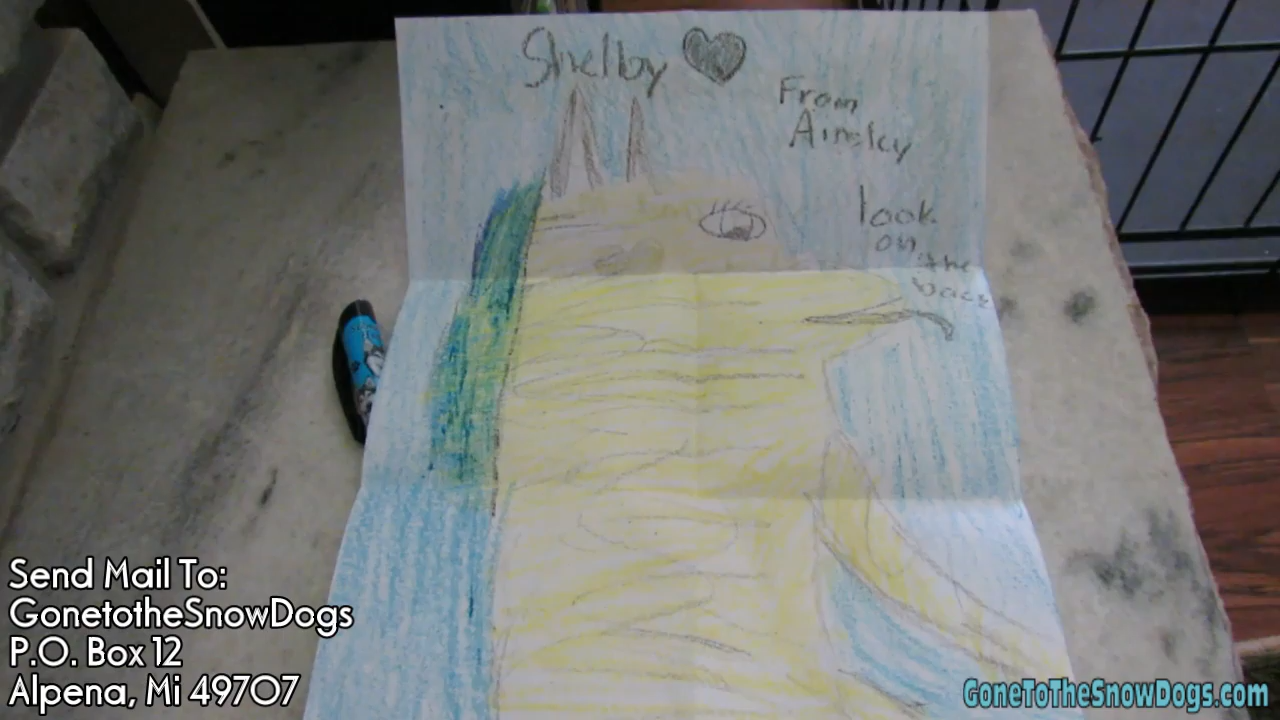 Shelby
From
Ainsley
look
on
the
back
Send Mail To:
GonetotheSnowDogs
P.O. Box 12
Alpena, Mi 49707
GoneToTheSnowDogs.com